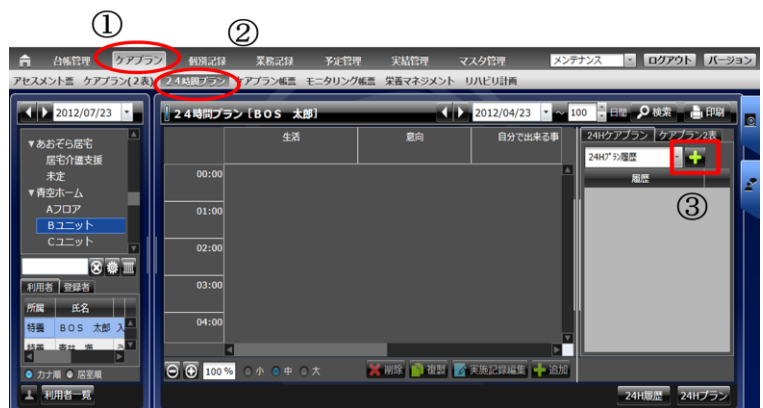 ① ②
台帳管理 ケアプラン 個別記録 業務記録 予定管理 実績管理 マスタ管理 メンテナンス ログアウト バージョン
アセスメント票 ケアプラン(2表) 24時間プラン ケアプラン帳票 モニタリング帳票 栄養マネジメント リハビリ計画
2012/07/23 24時間プラン [BOS 太郎] 2012/04/23 ~ 100 日間 検索 印刷
▼あおぞら居宅
居宅介護支援
未定
▼青空ホーム
Aフロア
Bユニット
Cユニット
利用者 登録者
所属 氏名
特養 BOS 太郎 入
特養
カナ順 居室順
利用者一覧
生活 意向 自分で出来る事
00:00
01:00
02:00
03:00
04:00
100 % 小 中 大 削除 複製 実施記録編集 追加
24Hケアプラン ケアプラン2表
24Hプラン履歴
履歴
③
24H履歴 24Hプラン